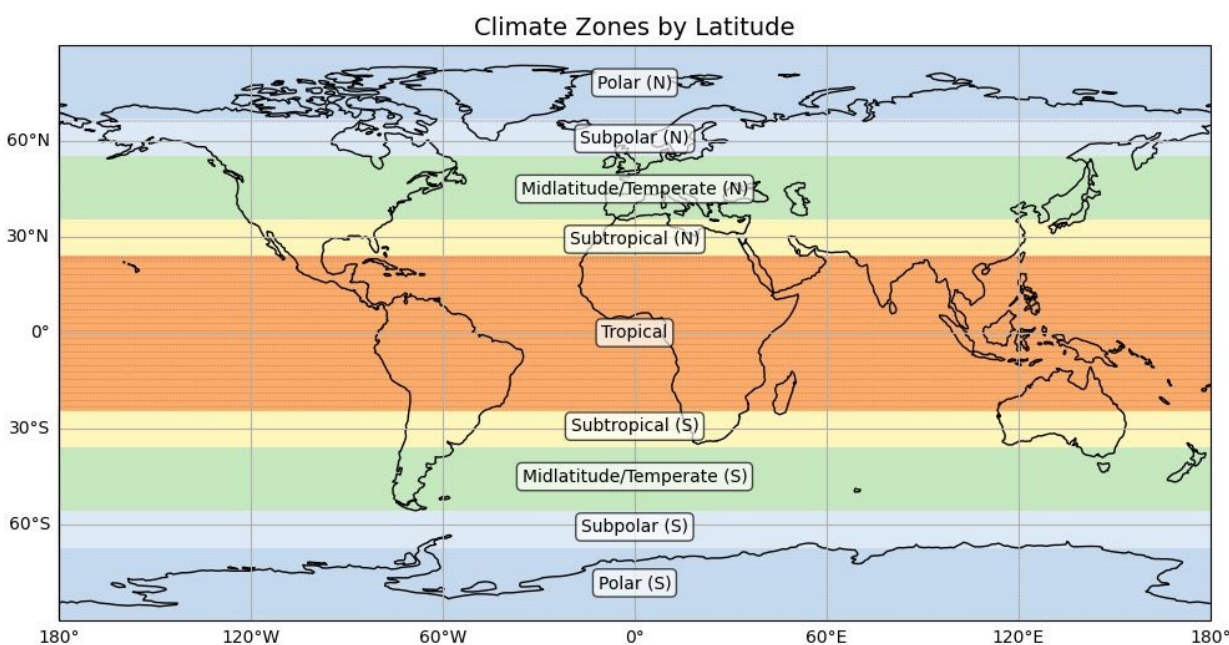 Climate Zones by Latitude
Polar (N)
60°N
Subpolar (N)
Midlatitude/Temperate (N)
30°N
Subtropical (N)
0°
Tropical
30°S
Subtropical (S)
Midlatitude/Temperate (S)
60°S
Subpolar (S)
Polar (S)
180° 120°W 60°W 0° 60°E 120°E 180°